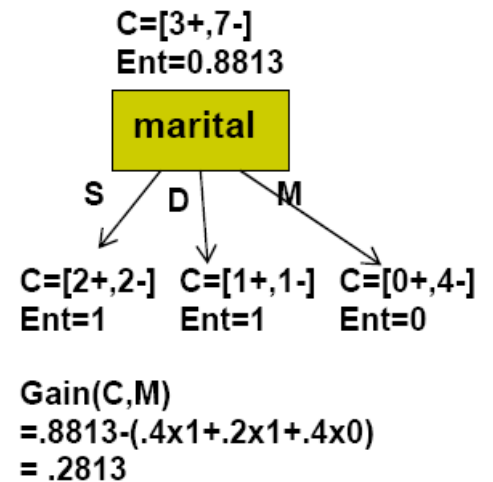 C=[3+,7-]
Ent=0.8813
marital
S D M
C=[2+,2-] C=[1+,1-] C=[0+,4-]
Ent=1 Ent=1 Ent=0
Gain(C,M)
=.8813-(.4x1+.2x1+.4x0)
= .2813